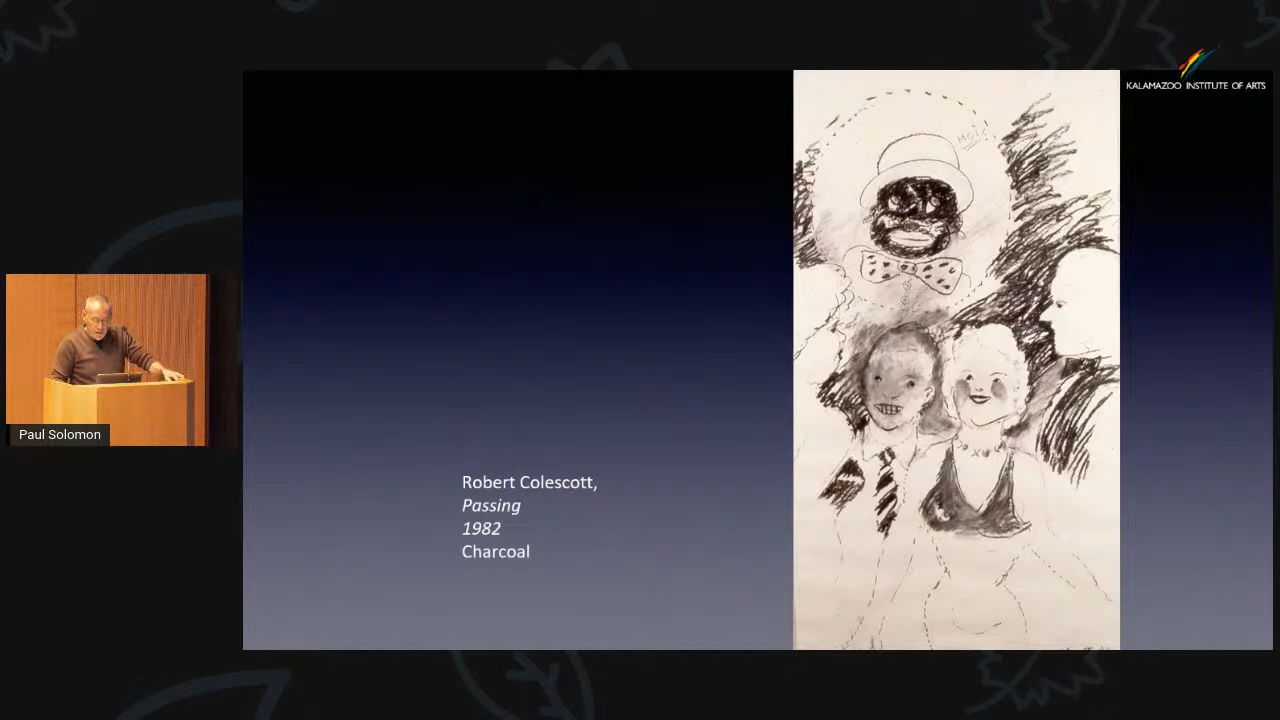 KALAMAZOO INSTITUTE OF ARTS
Paul Solomon
Robert Colescott,
Passing
1982
Charcoal